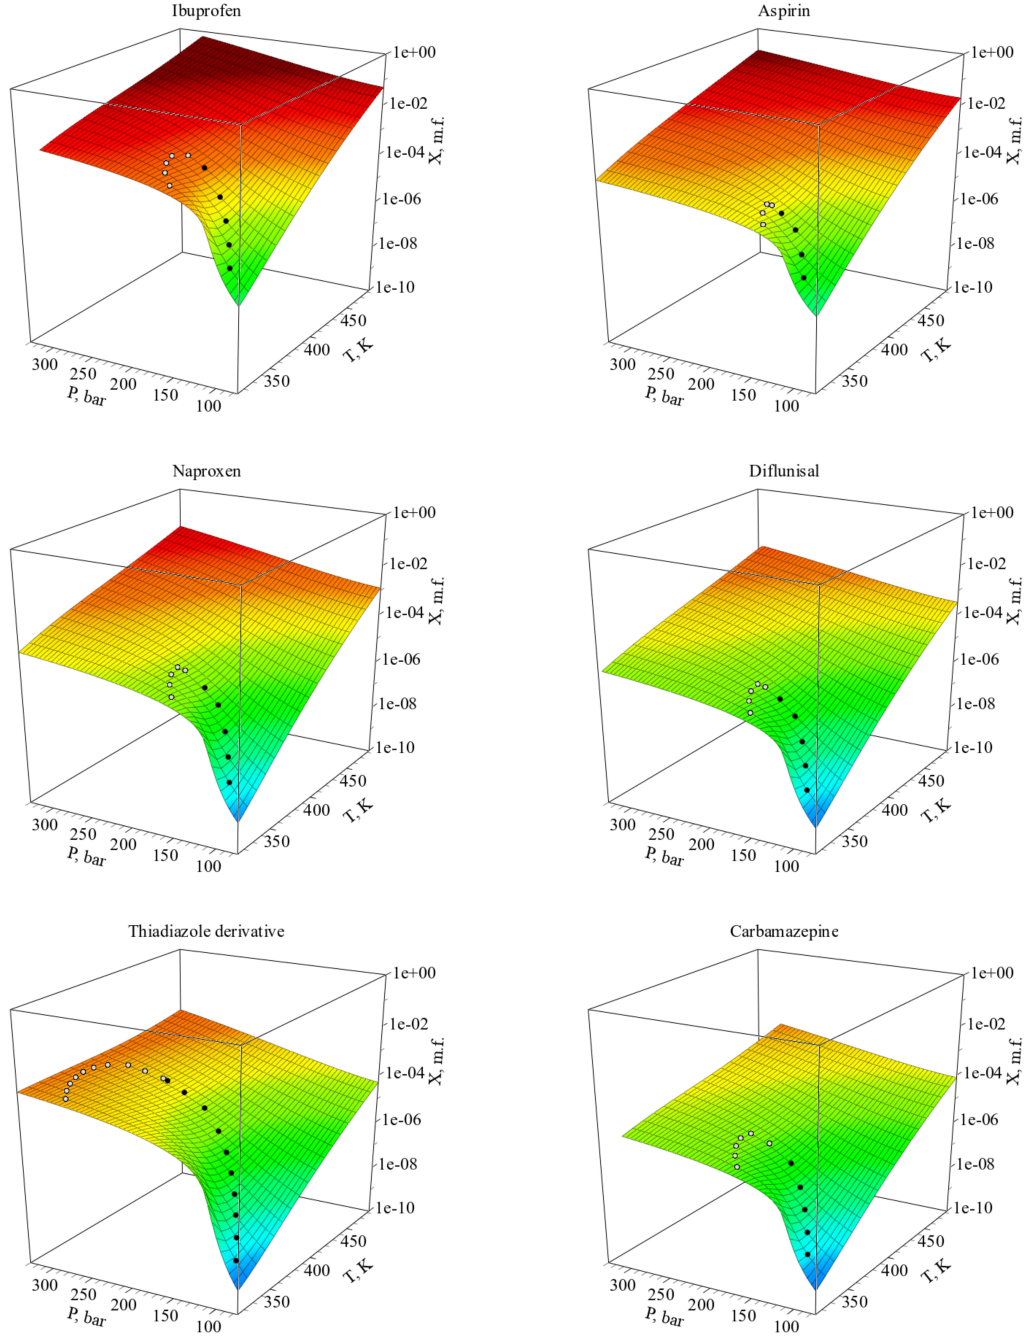 Ibuprofen
1e+00
1e-02
1e-04
X, m.f.
1e-06
1e-08
1e-10
450
400
T, K
350
300
250
200
150
100
P, bar
Aspirin
1e+00
1e-02
1e-04
X, m.f.
1e-06
1e-08
1e-10
450
400
T, K
350
300
250
200
150
100
P, bar
Naproxen
1e+00
1e-02
1e-04
X, m.f.
1e-06
1e-08
1e-10
450
400
T, K
350
300
250
200
150
100
P, bar
Diflunisal
1e+00
1e-02
1e-04
X, m.f.
1e-06
1e-08
1e-10
450
400
T, K
350
300
250
200
150
100
P, bar
Thiadiazole derivative
1e+00
1e-02
1e-04
X, m.f.
1e-06
1e-08
1e-10
450
400
T, K
350
300
250
200
150
100
P, bar
Carbamazepine
1e+00
1e-02
1e-04
X, m.f.
1e-06
1e-08
1e-10
450
400
T, K
350
300
250
200
150
100
P, bar